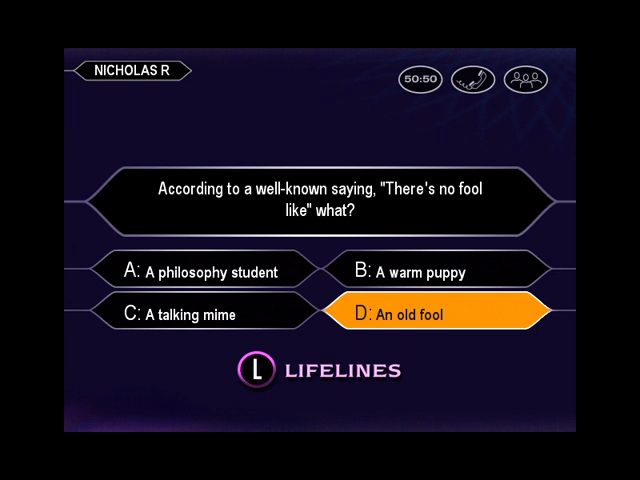 NICHOLAS R
50:50
According to a well-known saying, "There's no fool
like" what?
A: A philosophy student
B: A warm puppy
C: A talking mime
D: An old fool
L LIFELINES